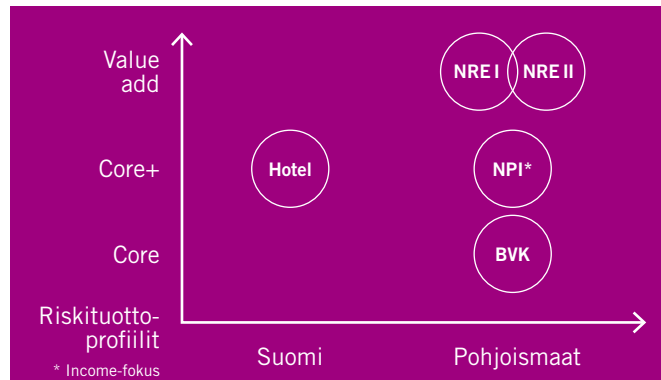 Value
add
NRE I
NRE II
Core+
Hotel
NPI*
Core
BVK
Riskituotto-
profiilit
* Income-fokus
Suomi
Pohjoismaat